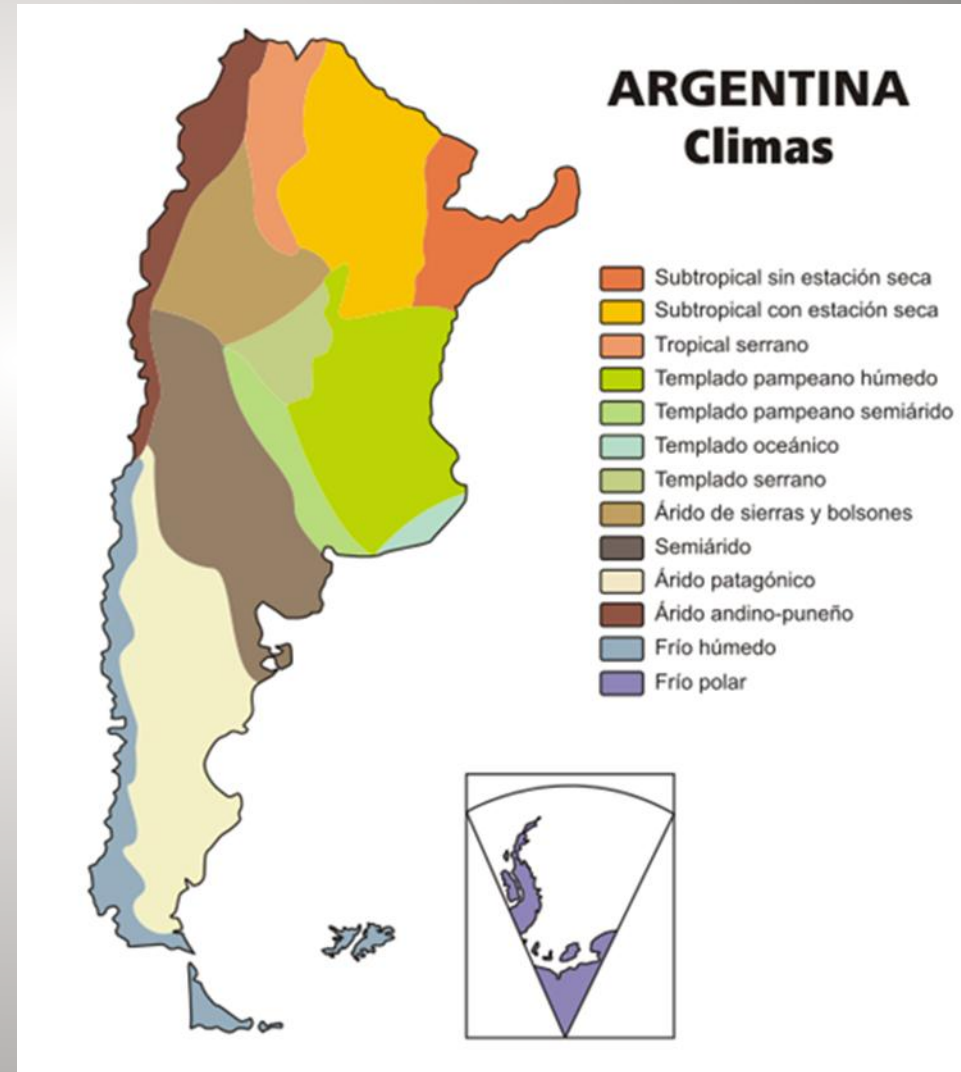 ARGENTINA
Climas
Subtropical sin estación seca
Subtropical con estación seca
Tropical serrano
Templado pampeano húmedo
Templado pampeano semiárido
Templado oceánico
Templado serrano
Árido de sierras y bolsones
Semiárido
Árido patagónico
Árido andino-puneño
Frío húmedo
Frío polar